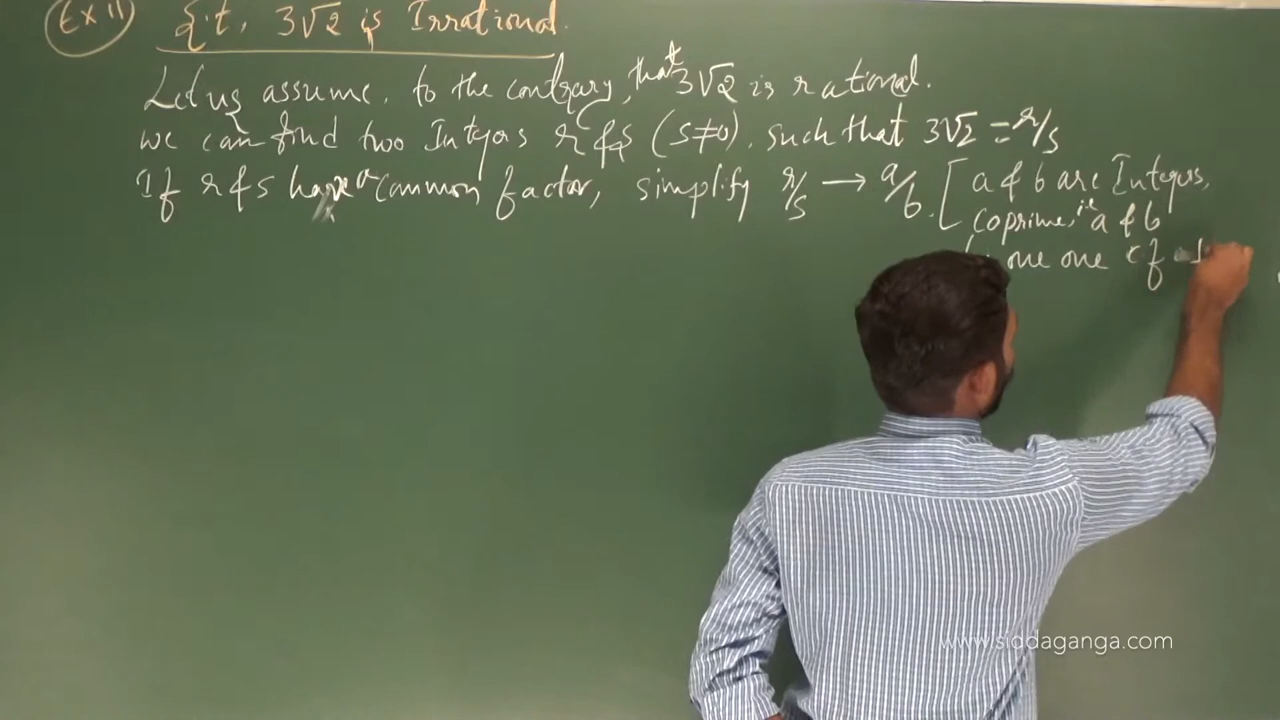 Ex 11 S.t. 3√2 is Irrational.
Let us assume, to the contrary, that 3√2 is rational.
we can find two Integers r & s (s≠0), such that 3√2 = r/s
If r & s have a common factor, simplify r/s → a/b. [a & b are Integers,
coprime, ie a & b
one one cf
www.siddaganga.com